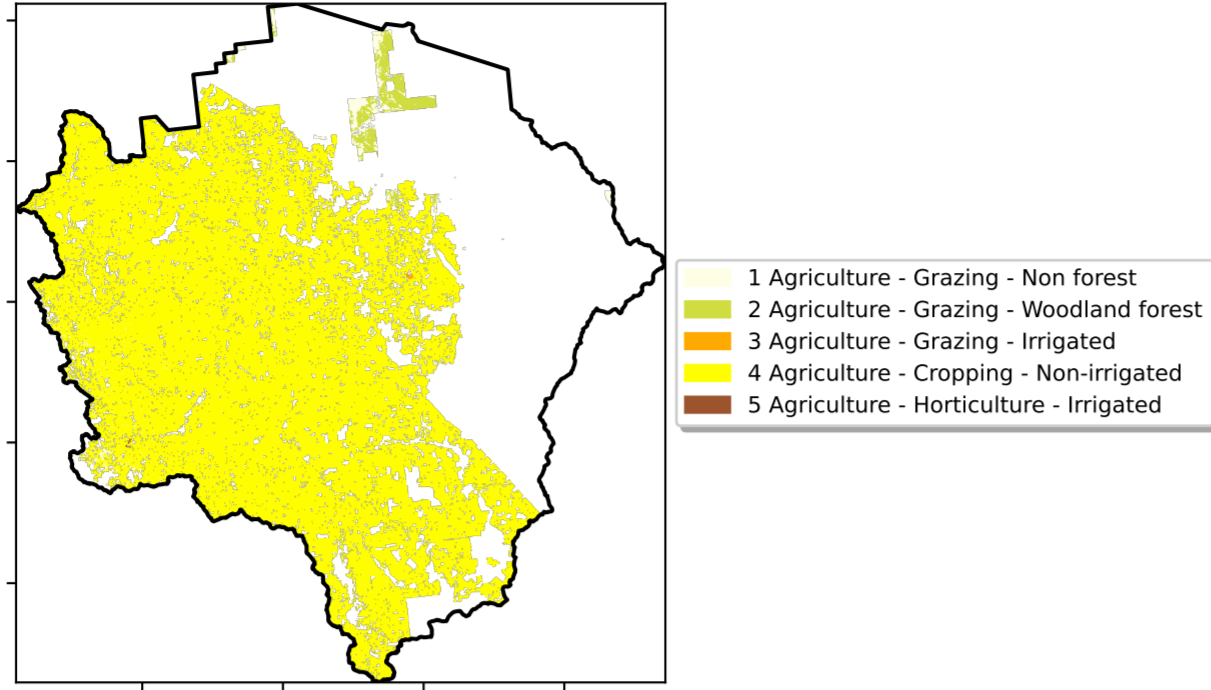 1 Agriculture - Grazing - Non forest
2 Agriculture - Grazing - Woodland forest
3 Agriculture - Grazing - Irrigated
4 Agriculture - Cropping - Non-irrigated
5 Agriculture - Horticulture - Irrigated